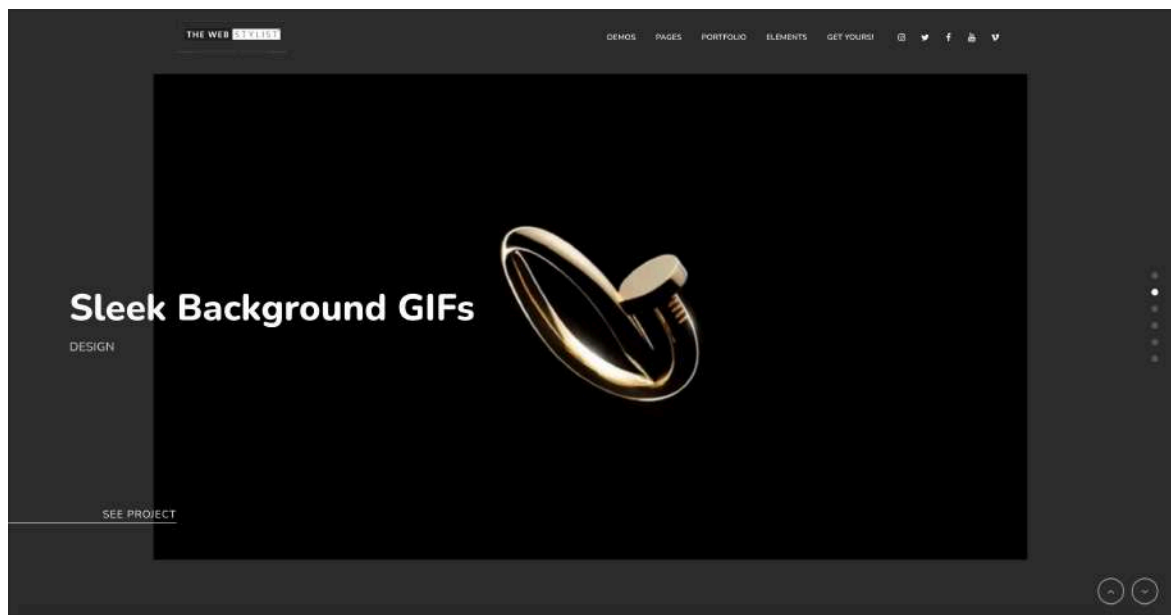 THE WEB STYLIST
DEMOS PAGES PORTFOLIO ELEMENTS GET YOURS!
Sleek Background GIFs
DESIGN
SEE PROJECT